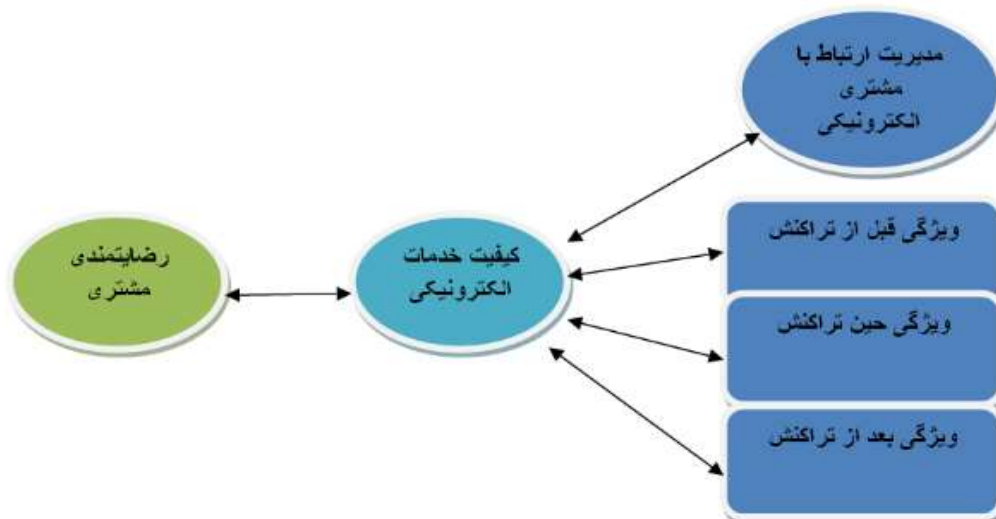 مدیریت ارتباط با
مشتری
الکترونیکی
ویژگی قبل از تراکنش
کیفیت خدمات
الکترونیکی
رضایتمندی
مشتری
ویژگی حین تراکنش
ویژگی بعد از تراکنش